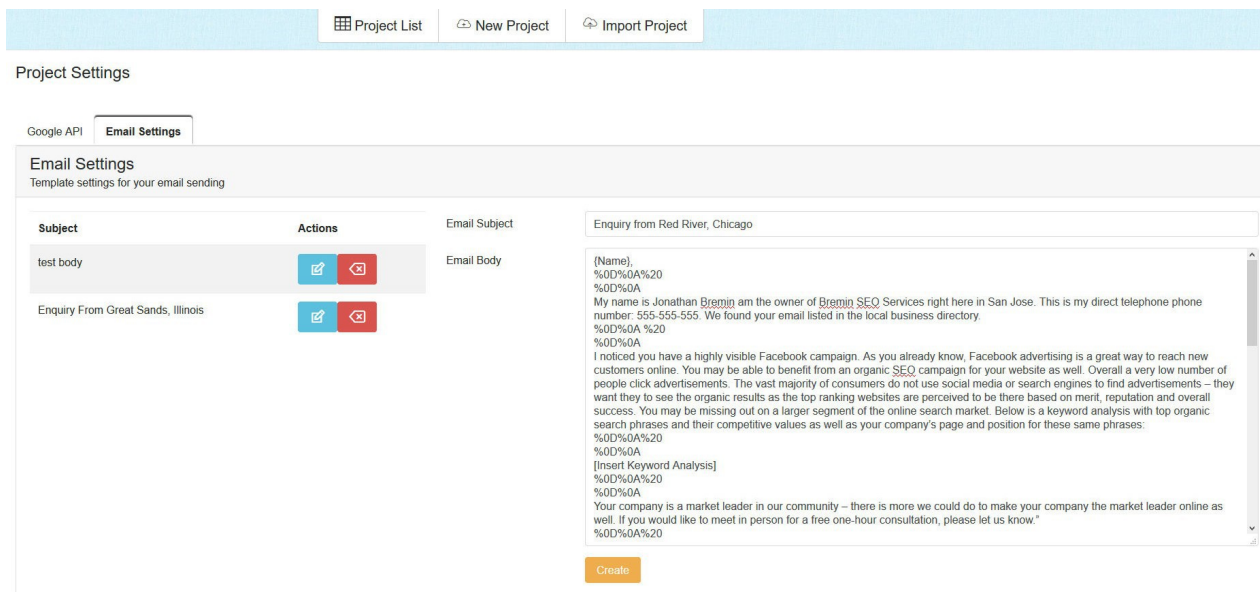 Project List
New Project
Import Project
Project Settings
Google API
Email Settings
Email Settings
Template settings for your email sending
Subject
Actions
test body
Enquiry From Great Sands, Illinois
Email Subject
Enquiry from Red River, Chicago
Email Body
{Name},
%0D%0A%20
%0D%0A
My name is Jonathan Bremin am the owner of Bremin SEO Services right here in San Jose. This is my direct telephone phone
number: 555-555-555. We found your email listed in the local business directory.
%0D%0A %20
%0D%0A
I noticed you have a highly visible Facebook campaign. As you already know, Facebook advertising is a great way to reach new
customers online. You may be able to benefit from an organic SEO campaign for your website as well. Overall a very low number of
people click advertisements. The vast majority of consumers do not use social media or search engines to find advertisements – they
want they to see the organic results as the top ranking websites are perceived to be there based on merit, reputation and overall
success. You may be missing out on a larger segment of the online search market. Below is a keyword analysis with top organic
search phrases and their competitive values as well as your company's page and position for these same phrases:
%0D%0A%20
%0D%0A
[Insert Keyword Analysis]
%0D%0A%20
%0D%0A
Your company is a market leader in our community – there is more we could do to make your company the market leader online as
well. If you would like to meet in person for a free one-hour consultation, please let us know."
%0D%0A%20
Create